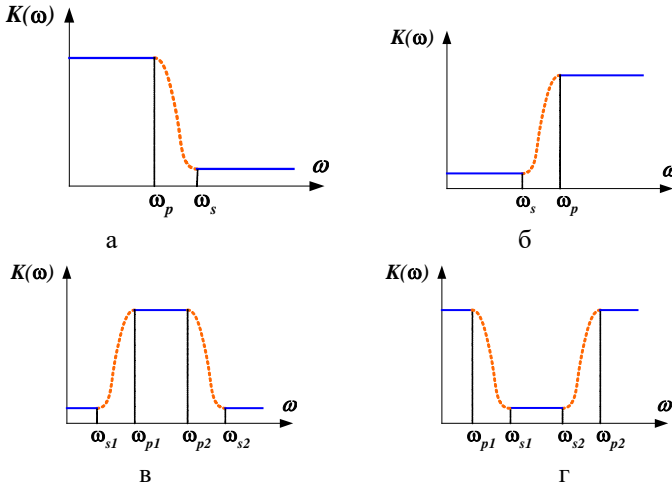 K(ω)
ω
ωp ωs
а
K(ω)
ω
ωs ωp
б
K(ω)
ω
ωs1 ωp1 ωp2 ωs2
в
K(ω)
ω
ωp1 ωs1 ωs2 ωp2
г